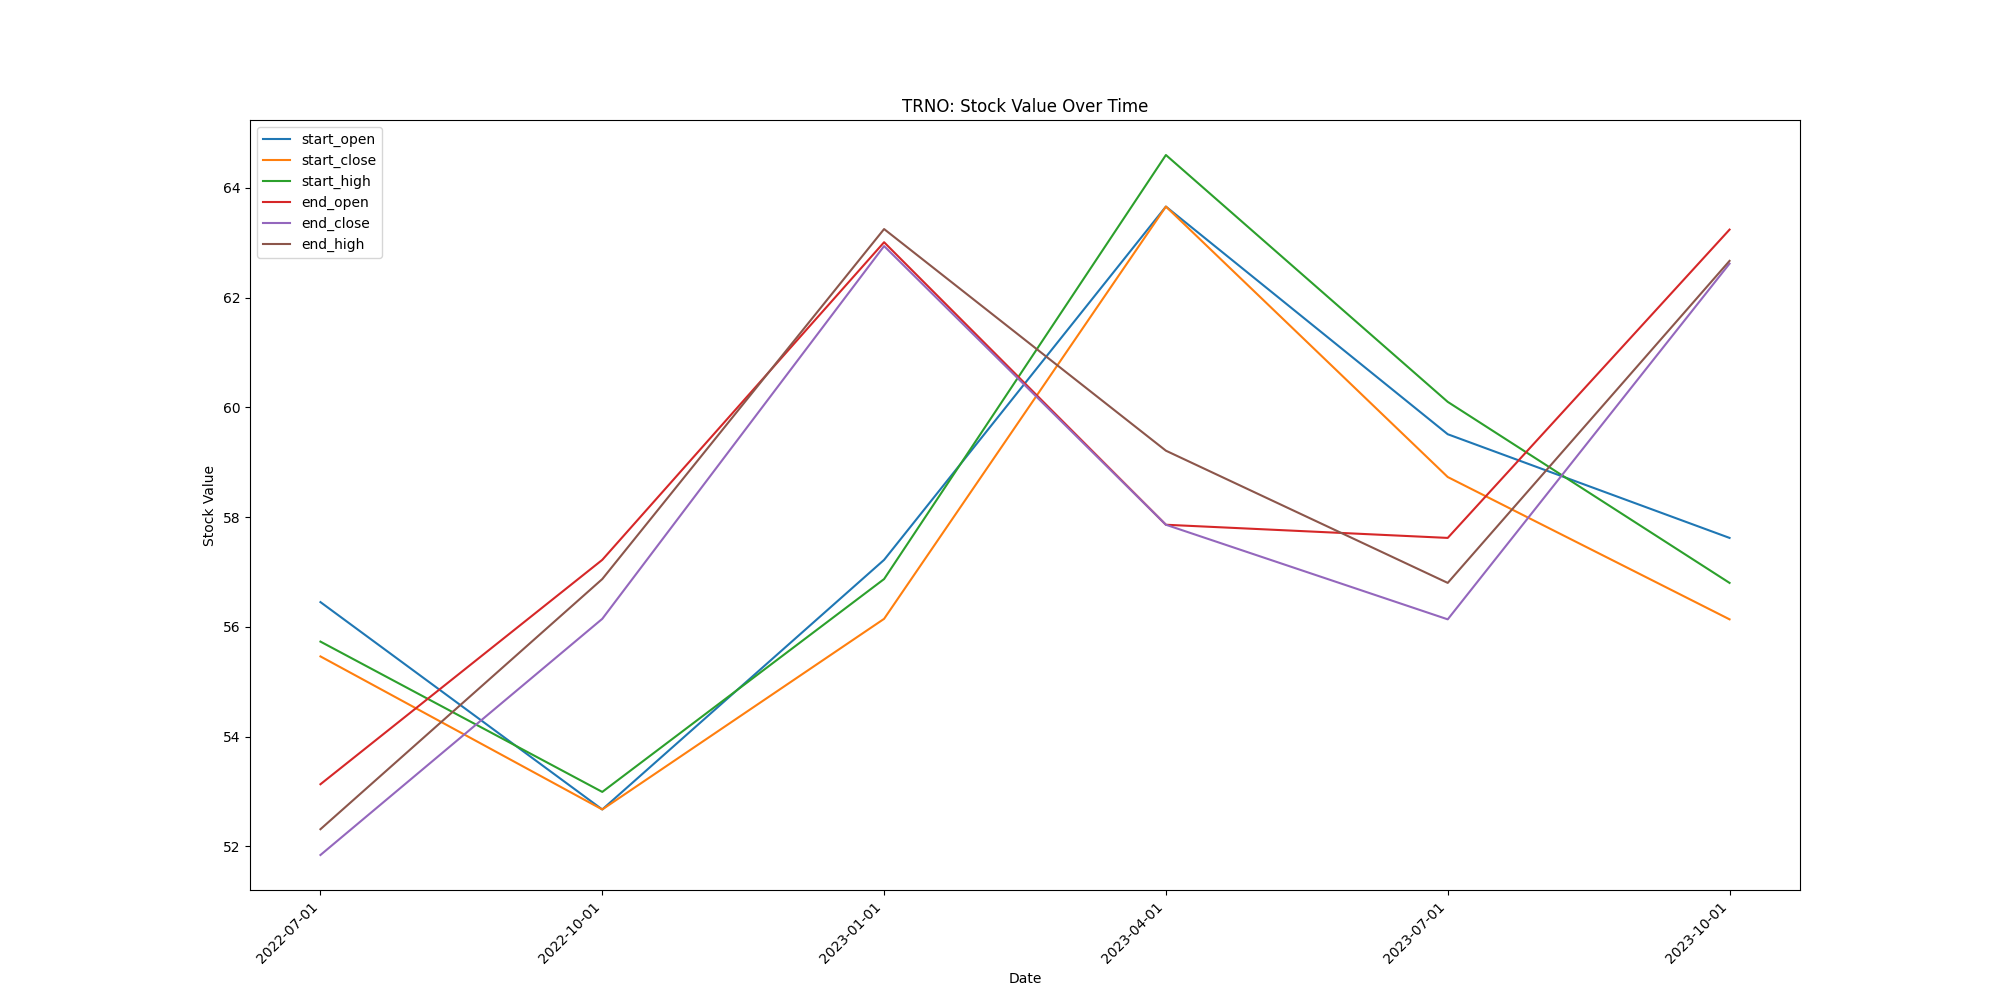 TRNO: Stock Value Over Time
start_open
start_close
start_high
end_open
end_close
end_high
64
62
60
58
56
54
52
Stock Value
2022-07-01
2022-10-01
2023-01-01
2023-04-01
2023-07-01
2023-10-01
Date